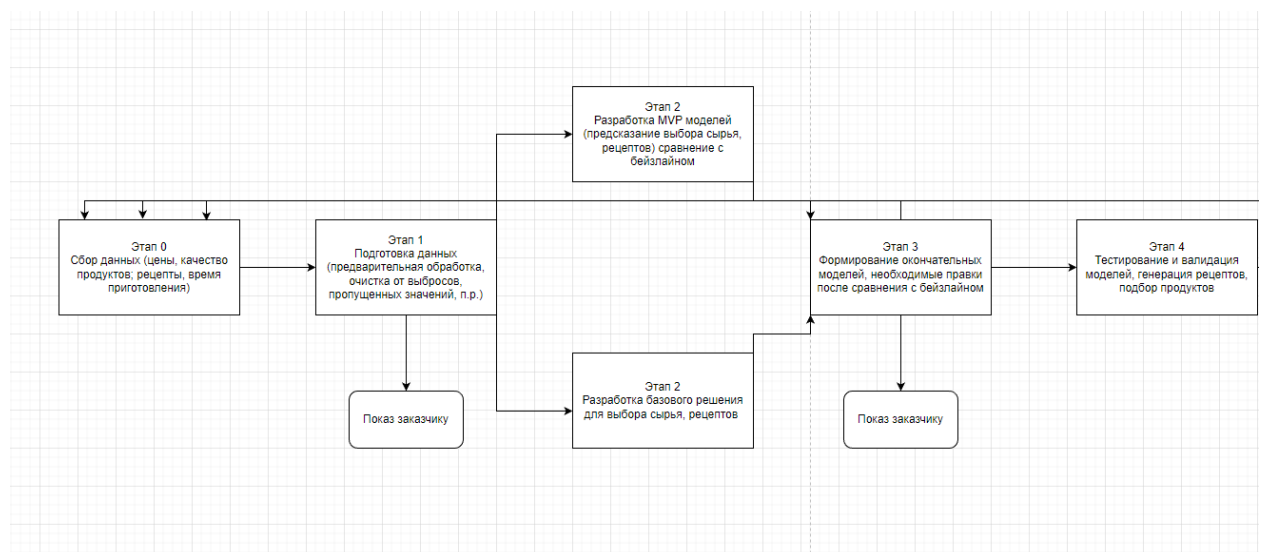 Этап 2
Разработка MVP моделей
(предсказание выбора сырья,
рецептов) сравнение с
бейзлайном
Этап 0
Сбор данных (цены, качество
продуктов; рецепты, время
приготовления)
Этап 1
Подготовка данных
(предварительная обработка,
очистка от выбросов,
пропущенных значений, п.р.)
Этап 3
Формирование окончательных
моделей, необходимые правки
после сравнения с бейзлайном
Этап 4
Тестирование и валидация
моделей, генерация рецептов,
подбор продуктов
Этап 2
Разработка базового решения
для выбора сырья, рецептов
Показ заказчику
Показ заказчику